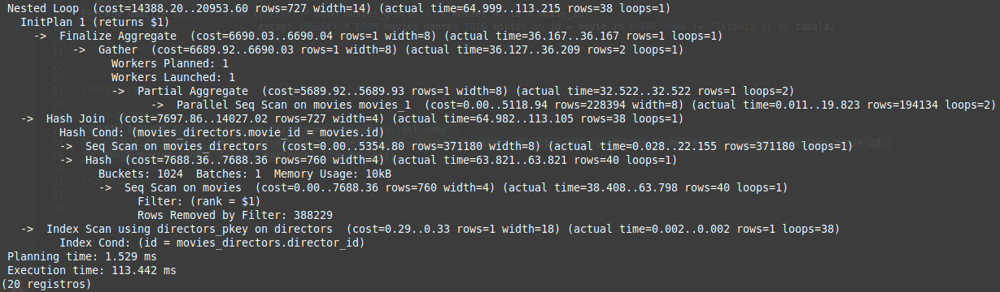 Nested Loop  (cost=14388.20..20953.60 rows=727 width=14) (actual time=64.999..113.215 rows=38 loops=1)
  InitPlan 1 (returns $1)
    ->  Finalize Aggregate  (cost=6690.03..6690.04 rows=1 width=8) (actual time=36.167..36.167 rows=1 loops=1)
          ->  Gather  (cost=6689.92..6690.03 rows=1 width=8) (actual time=36.127..36.209 rows=2 loops=1)
                Workers Planned: 1
                Workers Launched: 1
                ->  Partial Aggregate  (cost=5689.92..5689.93 rows=1 width=8) (actual time=32.522..32.522 rows=1 loops=2)
                      ->  Parallel Seq Scan on movies movies_1  (cost=0.00..5118.94 rows=228394 width=8) (actual time=0.011..19.823 rows=194134 loops=2)
  ->  Hash Join  (cost=7697.86..14027.02 rows=727 width=4) (actual time=64.982..113.105 rows=38 loops=1)
        Hash Cond: (movies_directors.movie_id = movies.id)
        ->  Seq Scan on movies_directors  (cost=0.00..5354.80 rows=371180 width=8) (actual time=0.028..22.155 rows=371180 loops=1)
        ->  Hash  (cost=7688.36..7688.36 rows=760 width=4) (actual time=63.821..63.821 rows=40 loops=1)
              Buckets: 1024  Batches: 1  Memory Usage: 10kB
              ->  Seq Scan on movies  (cost=0.00..7688.36 rows=760 width=4) (actual time=38.408..63.798 rows=40 loops=1)
                    Filter: (rank = $1)
                    Rows Removed by Filter: 388229
  ->  Index Scan using directors_pkey on directors  (cost=0.29..0.33 rows=1 width=18) (actual time=0.002..0.002 rows=1 loops=38)
        Index Cond: (id = movies_directors.director_id)
Planning time: 1.529 ms
Execution time: 113.442 ms
(20 registros)